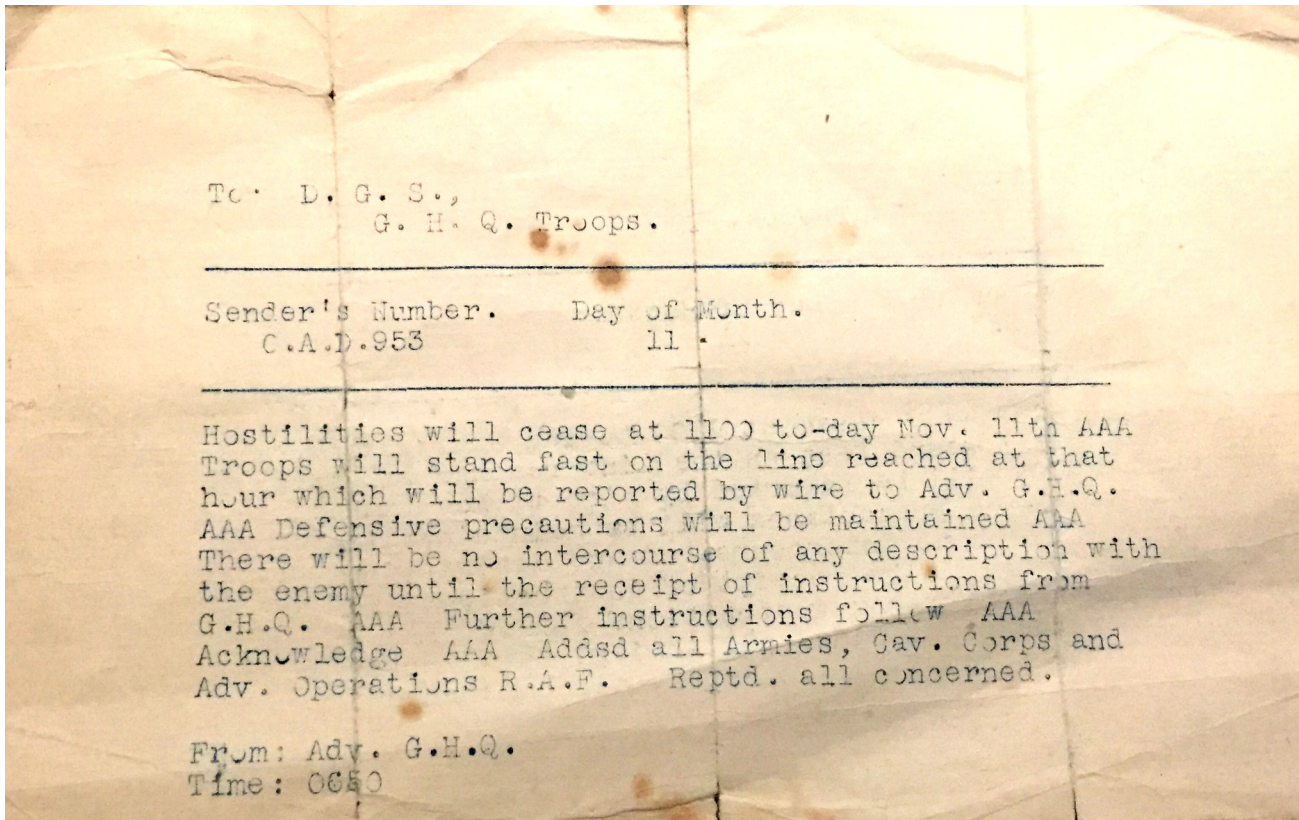 To. D. G. S.,
G. H. Q. Troops.
Sender's Number. Day of Month.
C.A.D.953 11
Hostilities will cease at 1100 to-day Nov. 11th AAA
Troops will stand fast on the line reached at that
hour which will be reported by wire to Adv. G.H.Q.
AAA Defensive precautions will be maintained AAA
There will be no intercourse of any description with
the enemy until the receipt of instructions from
G.H.Q. AAA Further instructions follow AAA
Acknowledge AAA Addsd all Armies, Cav. Corps and
Adv. Operations R.A.F. Reptd. all concerned.
From: Adv. G.H.Q.
Time: 0650